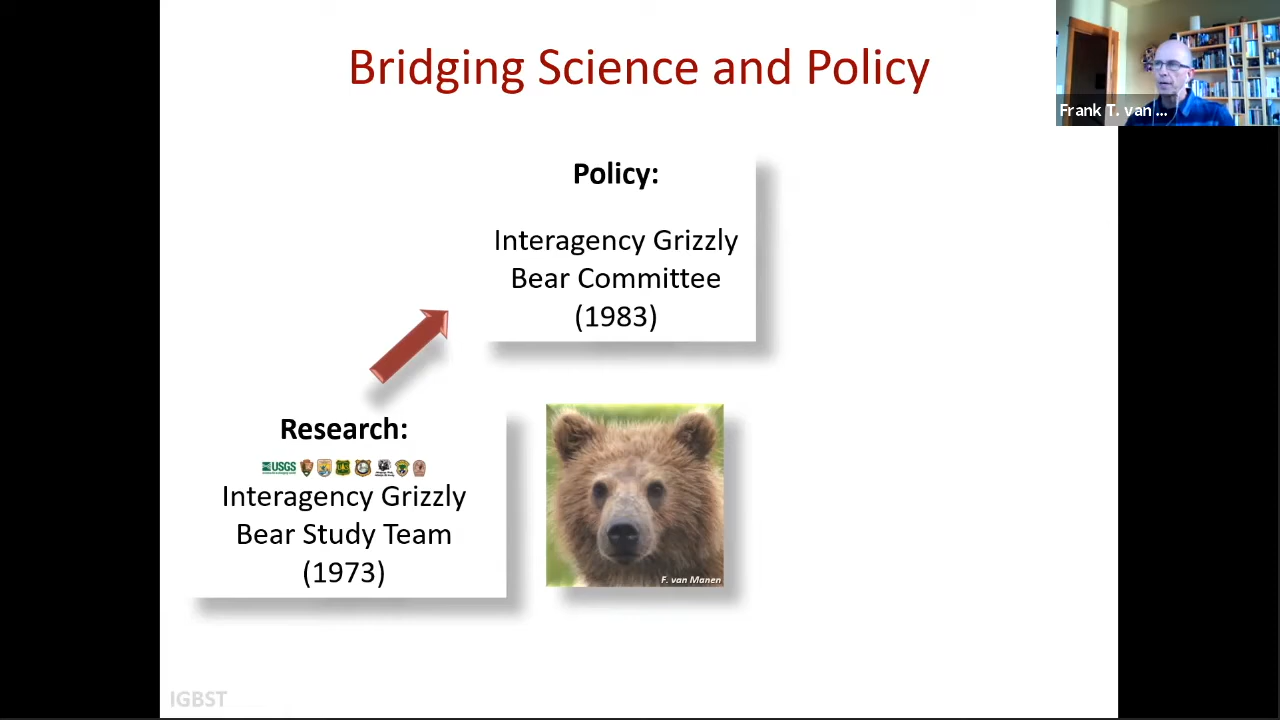 Bridging Science and Policy
Frank T. van ...
Policy:
Interagency Grizzly
Bear Committee
(1983)
Research:
USGS
Interagency Grizzly
Bear Study Team
(1973)
F. van Manen
IGBST